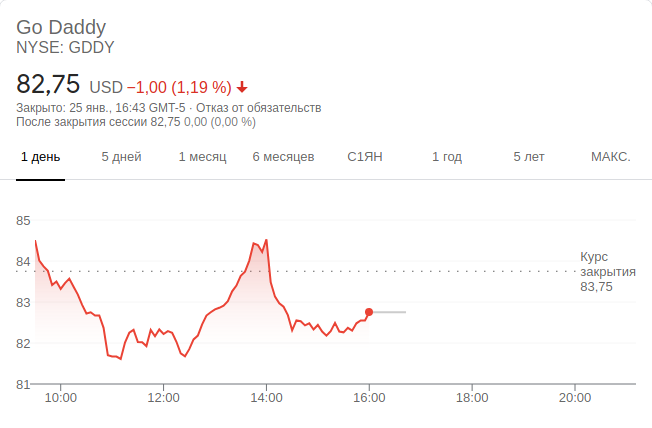 Go Daddy
NYSE: GDDY
82,75 USD −1,00 (1,19 %)
Закрыто: 25 янв., 16:43 GMT-5 · Отказ от обязательств
После закрытия сессии 82,75 0,00 (0,00 %)
1 день 5 дней 1 месяц 6 месяцев С1ЯН 1 год 5 лет МАКС.
85
84
83
82
81
Курс
закрытия
83,75
10:00 12:00 14:00 16:00 18:00 20:00